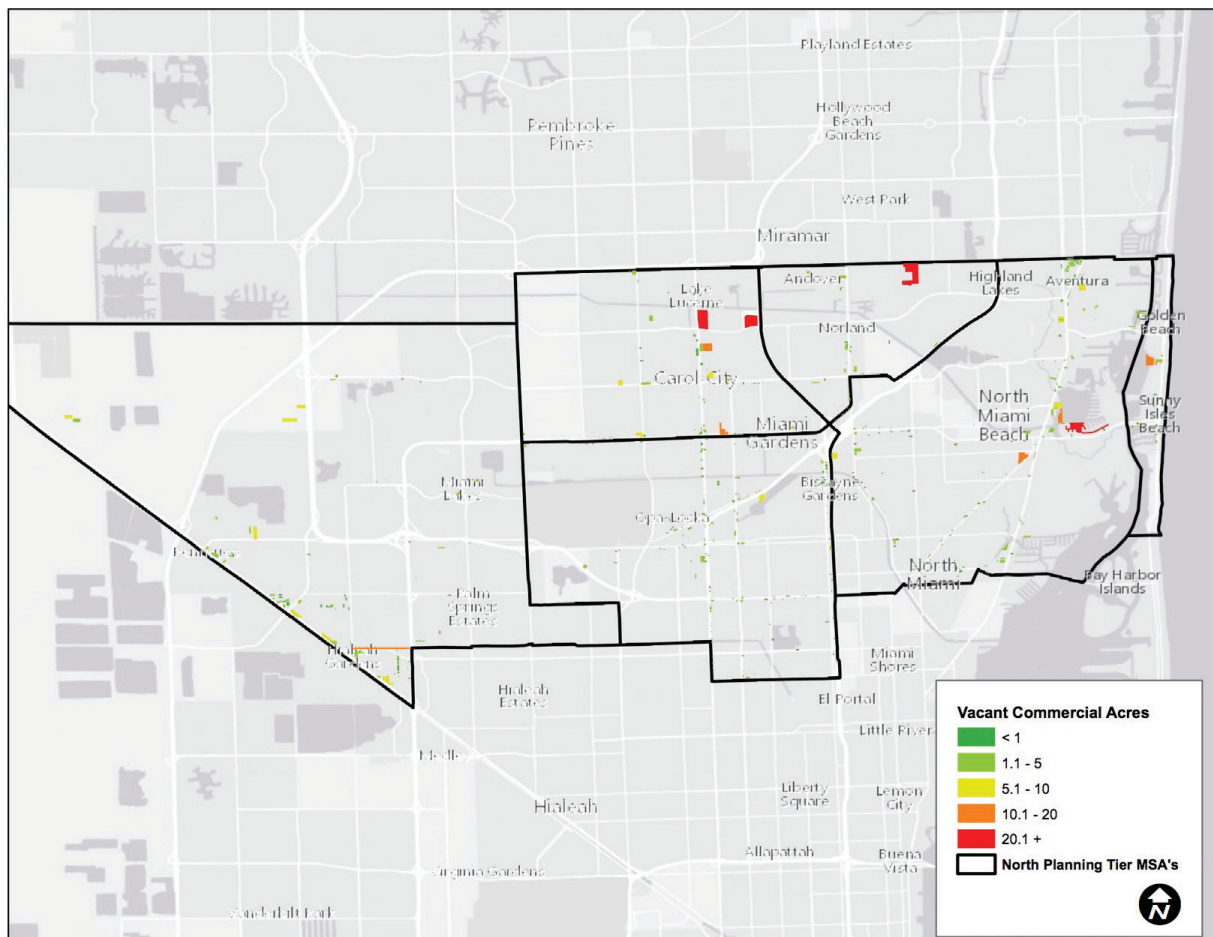 Playland Estates
Hollywood
Beach
Gardens
Pembroke
Pines
West Park
Miramar
Andover
Highland
Lakes
Aventura
Lake
Lucerne
Norland
Golden
Beach
Carol City
North
Miami
Beach
Sunny
Isles
Beach
Miami
Gardens
Miami
Lakes
Biscayne
Gardens
Opa-Locka
North
Miami
Bay Harbor
Islands
Palm
Springs
Estates
Hialeah
Gardens
Miami
Shores
Hialeah
Estates
El Portal
Little River
Medley
Liberty
Square
Lemon
City
Hialeah
Allapattah
Buena
Vista
Virginia Gardens
Vanderbilt Park
Vacant Commercial Acres
< 1
1.1 - 5
5.1 - 10
10.1 - 20
20.1 +
North Planning Tier MSA's
N